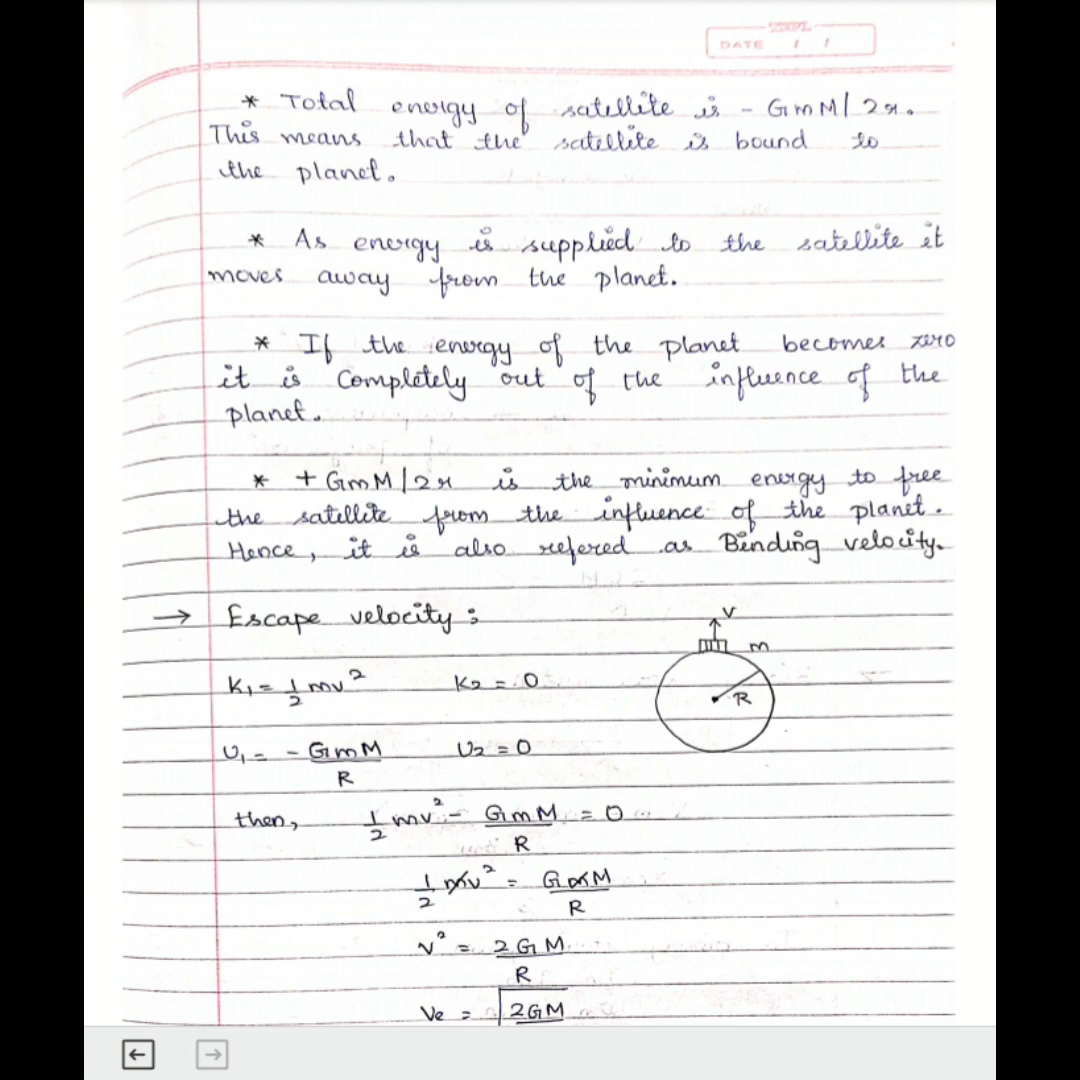 DATE / /
* Total energy of satellite is - GmM/2r.
This means that the satellite is bound to
the planet.
* As energy is supplied to the satellite it
moves away from the planet.
* If the energy of the planet becomes zero
it is completely out of the influence of the
planet.
* + GmM/2r is the minimum energy to free
the satellite from the influence of the planet.
Hence, it is also refered as Binding velocity.
→ Escape velocity :
V
m
R
K₁ = 1/2 mv² K₂ = 0
U₁ = - GmM/R U₂ = 0
then, 1/2 mv² - GmM/R = 0
1/2 mv² = GmM/R
v² = 2GM/R
Ve = √2GM